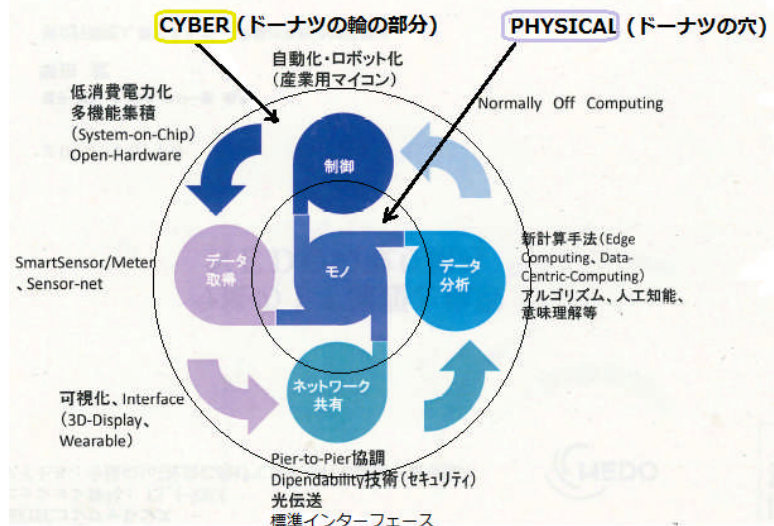 CYBER (ドーナツの輪の部分)
PHYSICAL (ドーナツの穴)
自動化・ロボット化
(産業用マイコン)
低消費電力化
多機能集積
(System-on-Chip)
Open-Hardware
Normally Off Computing
制御
SmartSensor/Meter
、Sensor-net
データ
取得
モノ
データ
分析
新計算手法(Edge
Computing、Data-
Centric-Computing)
アルゴリズム、人工知能、
意味理解等
可視化、Interface
(3D-Display、
Wearable)
ネットワーク
共有
Pier-to-Pier協調
Dipendability技術(セキュリティ)
光伝送
標準インターフェース